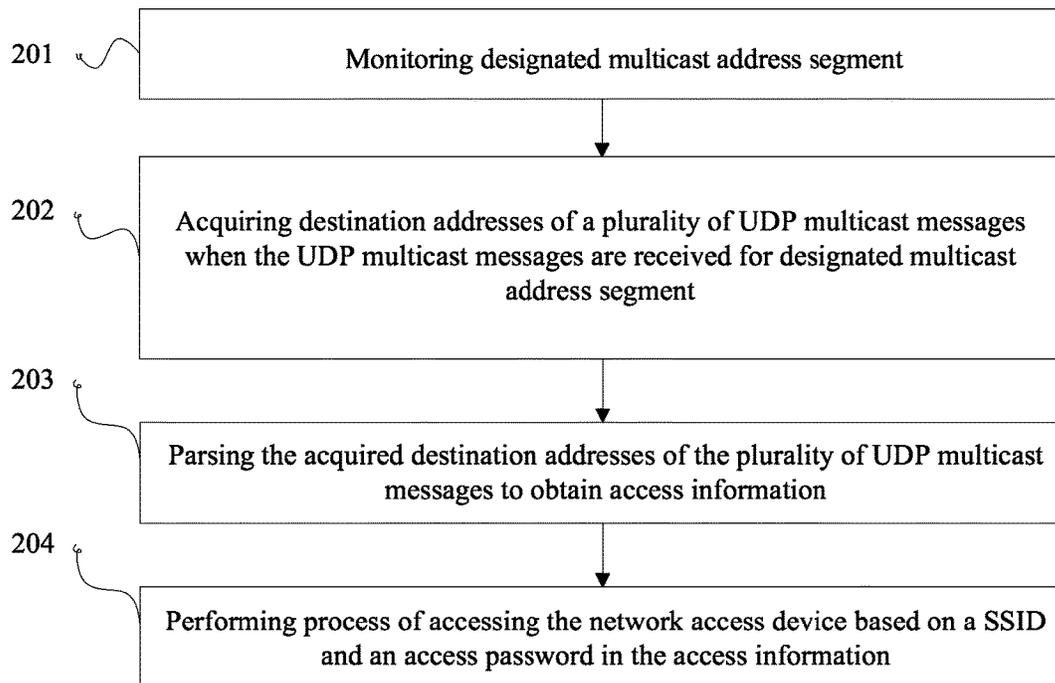 201
Monitoring designated multicast address segment
202
Acquiring destination addresses of a plurality of UDP multicast messages
when the UDP multicast messages are received for designated multicast
address segment
203
Parsing the acquired destination addresses of the plurality of UDP multicast
messages to obtain access information
204
Performing process of accessing the network access device based on a SSID
and an access password in the access information